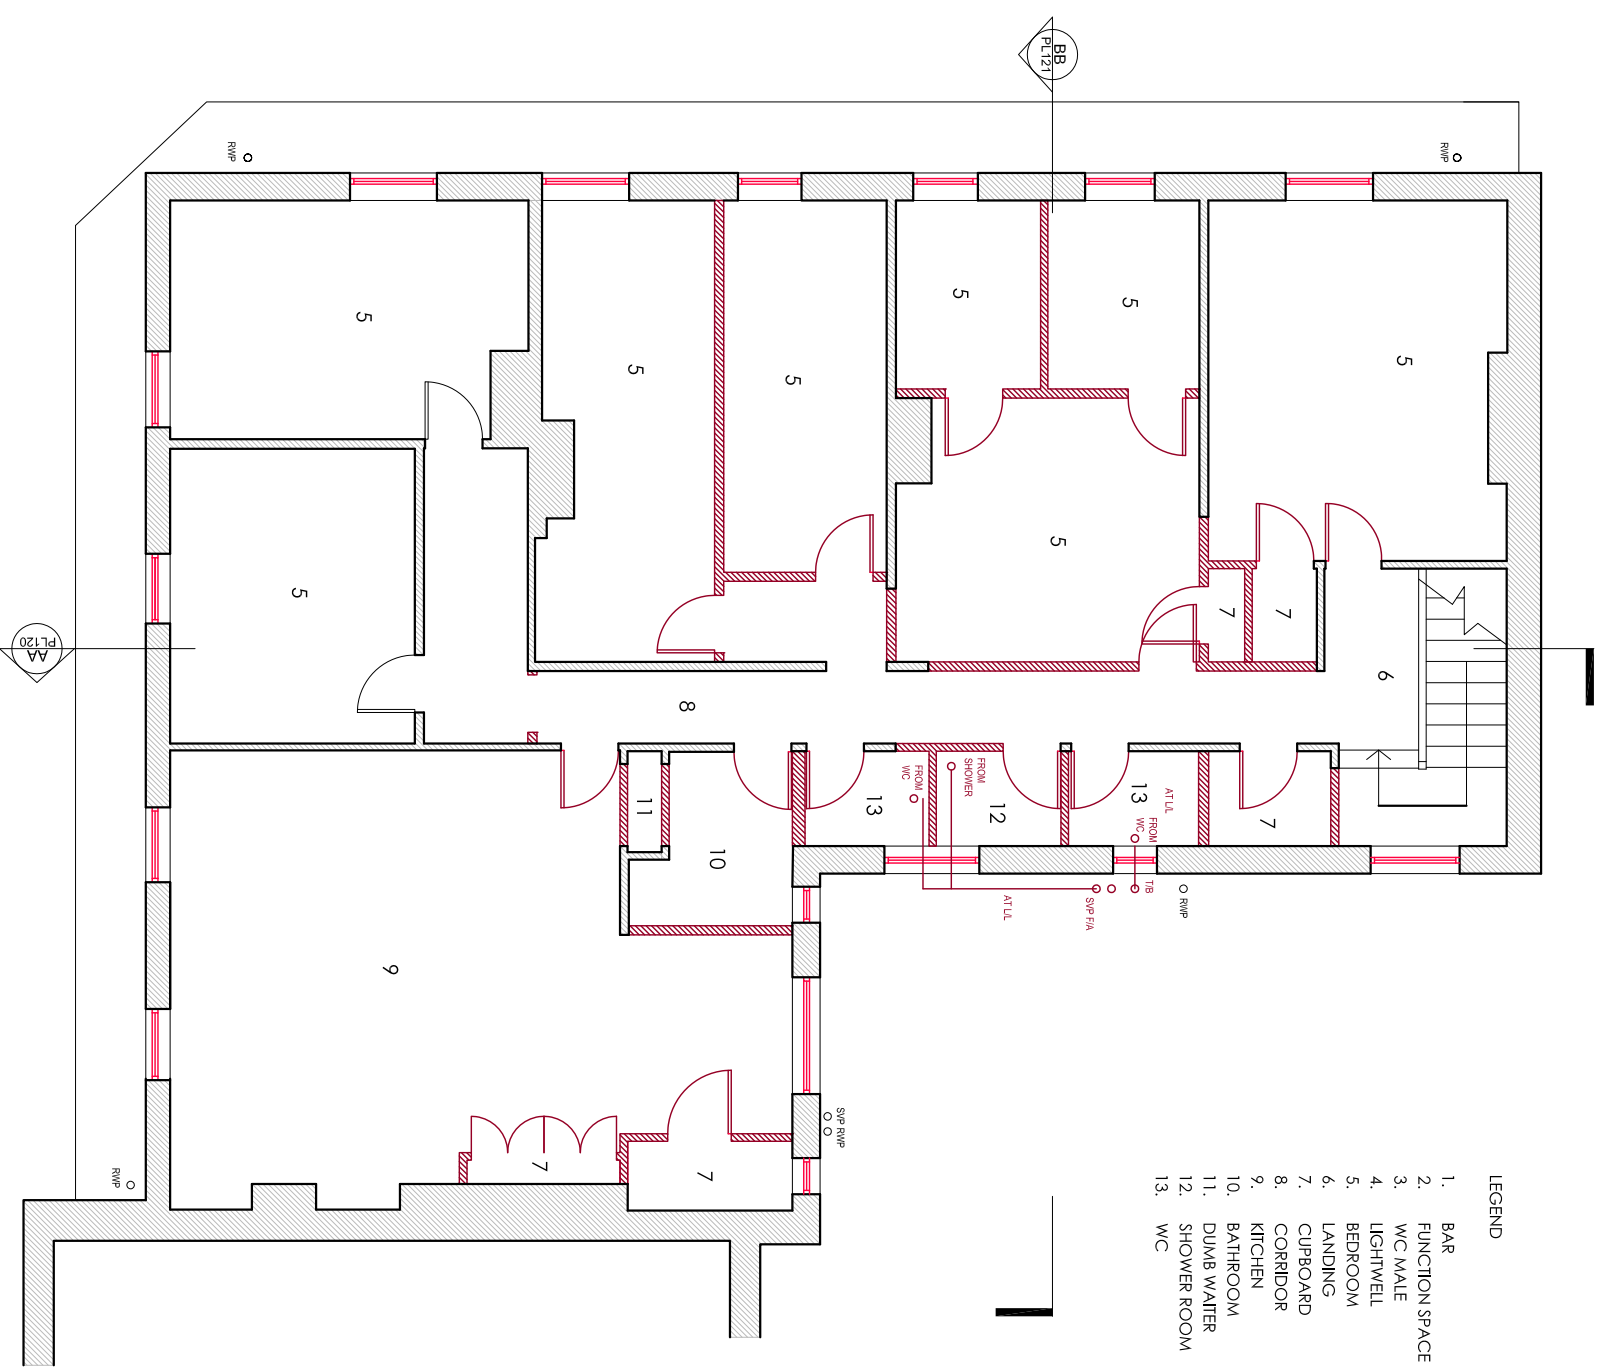 BB
PL121
RWP
RWP
5
5
5
5
5
5
5
5
7
7
6
AA
PL120
8
11
10
13
FROM
WC
FROM
SHOWER
12
13
AT L/L
FROM
WC
7
T/B
RWP
SVP F/A
AT L/L
9
SVP RWP
7
7
RWP
LEGEND
1. BAR
2. FUNCTION SPACE
3. WC MALE
4. LIGHTWELL
5. BEDROOM
6. LANDING
7. CUPBOARD
8. CORRIDOR
9. KITCHEN
10. BATHROOM
11. DUMB WAITER
12. SHOWER ROOM
13. WC